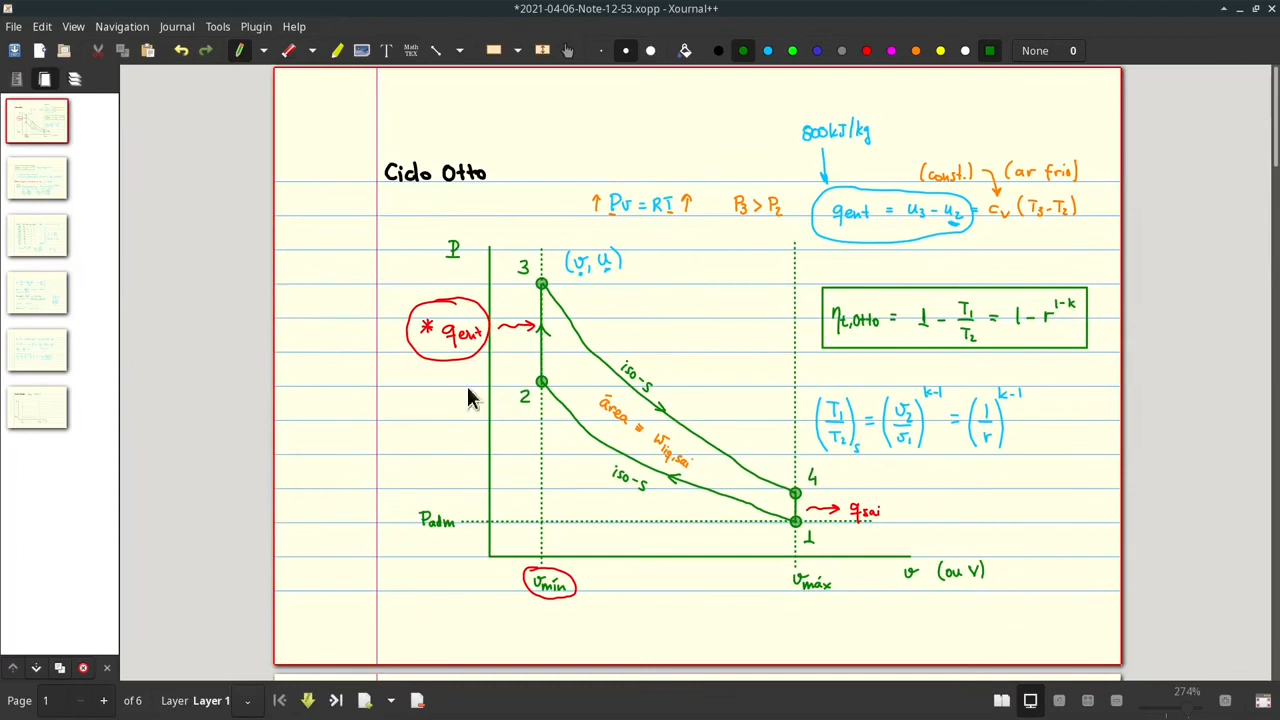 *2021-04-06-Note-12-53.xopp - Xournal++
File Edit View Navigation Journal Tools Plugin Help
None 0
800kJ/kg
Ciclo Otto
(const.) (ar frio)
↑ Pv = RT ↑ P₃ > P₂ qent = u₃ - u₂ = cᵥ (T₃-T₂)
P
3 (v, u)
* qent
ηt,Otto = 1 - T₁/T₂ = 1 - r^(1-k)
iso-s
2
área = wliq,sai
(T₁/T₂)s = (v₂/v₁)^(k-1) = (1/r)^(k-1)
iso-s
4
Padm
qsai
1
vmín
vmáx
v (ou V)
Page 1 of 6 Layer Layer 1
274%